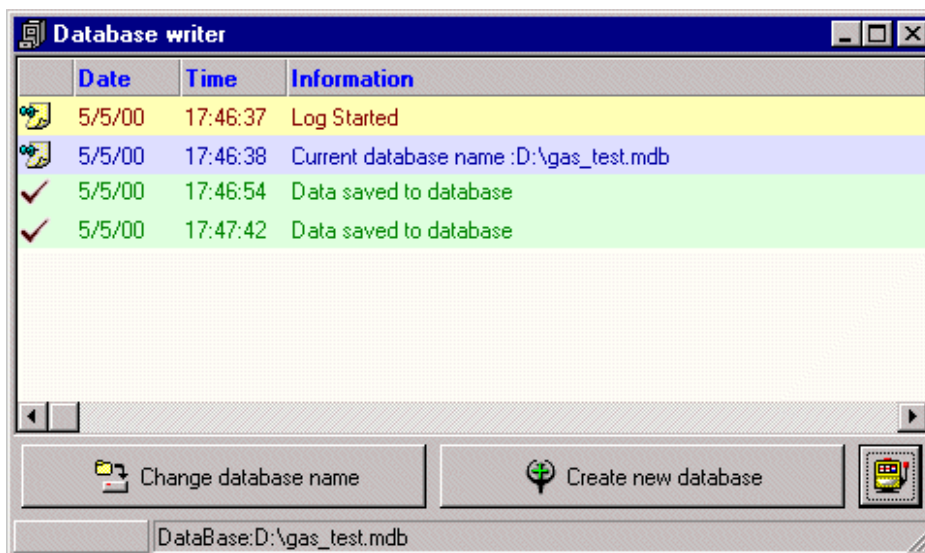 Database writer
Date Time Information
5/5/00 17:46:37 Log Started
5/5/00 17:46:38 Current database name :D:\gas_test.mdb
5/5/00 17:46:54 Data saved to database
5/5/00 17:47:42 Data saved to database
Change database name Create new database
DataBase:D:\gas_test.mdb